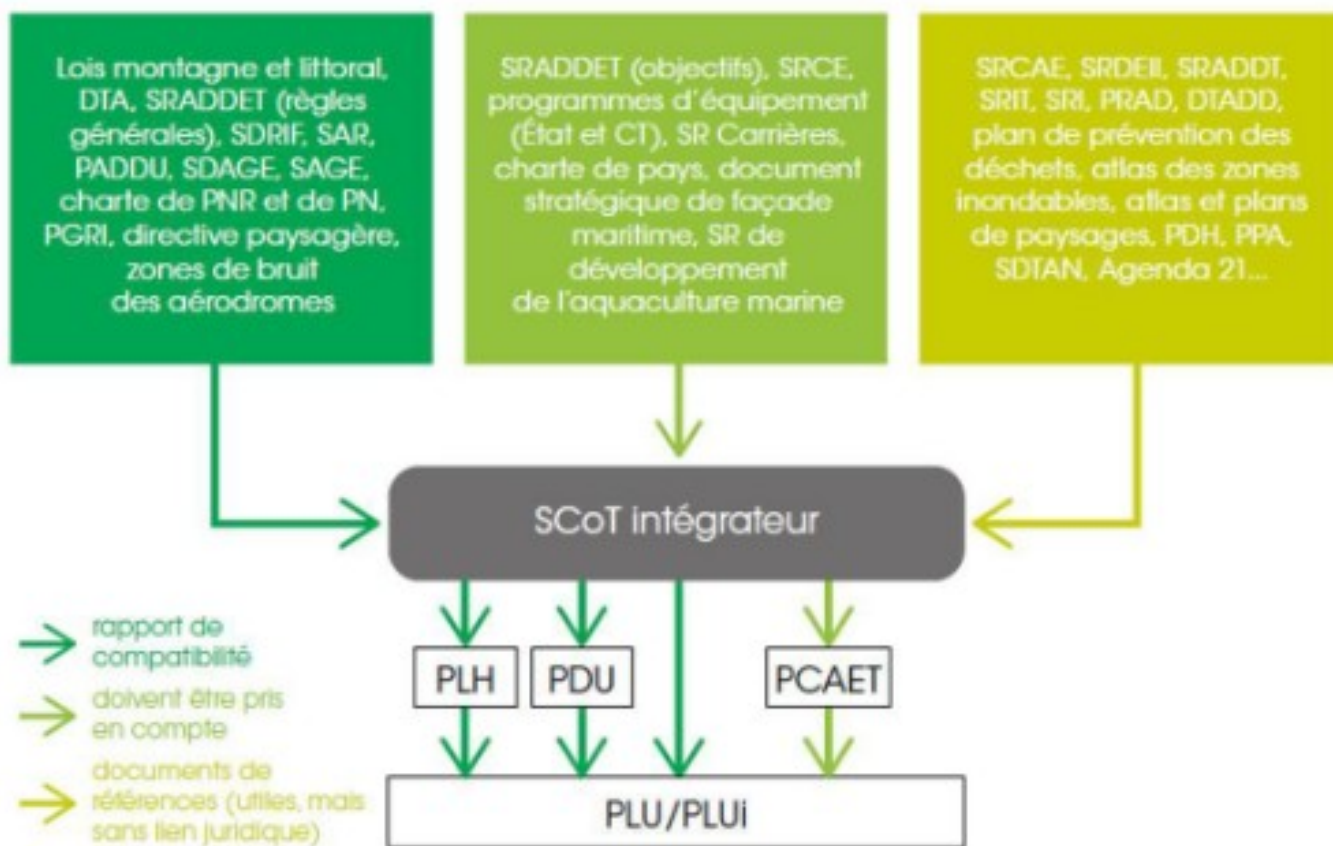 Lois montagne et littoral,
DTA, SRADDET (règles
générales), SDRIF, SAR,
PADDU, SDAGE, SAGE,
charte de PNR et de PN,
PGRI, directive paysagère,
zones de bruit
des aérodromes
SRADDET (objectifs), SRCE,
programmes d'équipement
(État et CT), SR Carrières,
charte de pays, document
stratégique de façade
maritime, SR de
développement
de l'aquaculture marine
SRCAE, SRDEII, SRADDT,
SRIT, SRI, PRAD, DTADD,
plan de prévention des
déchets, atlas des zones
inondables, atlas et plans
de paysages, PDH, PPA,
SDTAN, Agenda 21...
SCoT intégrateur
rapport de
compatibilité
doivent être pris
en compte
documents de
références (utiles, mais
sans lien juridique)
PLH
PDU
PCAET
PLU/PLUi